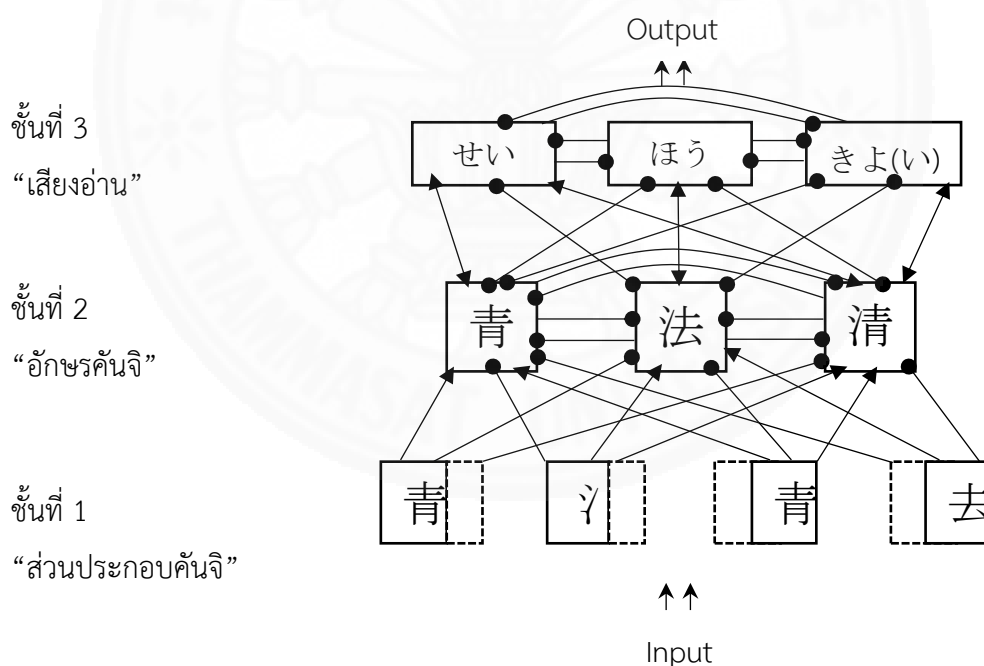 Output
ชั้นที่ 3
“เสียงอ่าน”
せい ほう きよ(い)
ชั้นที่ 2
“อักษรคันจิ”
青 法 清
ชั้นที่ 1
“ส่วนประกอบคันจิ”
青 氵 青 去
Input